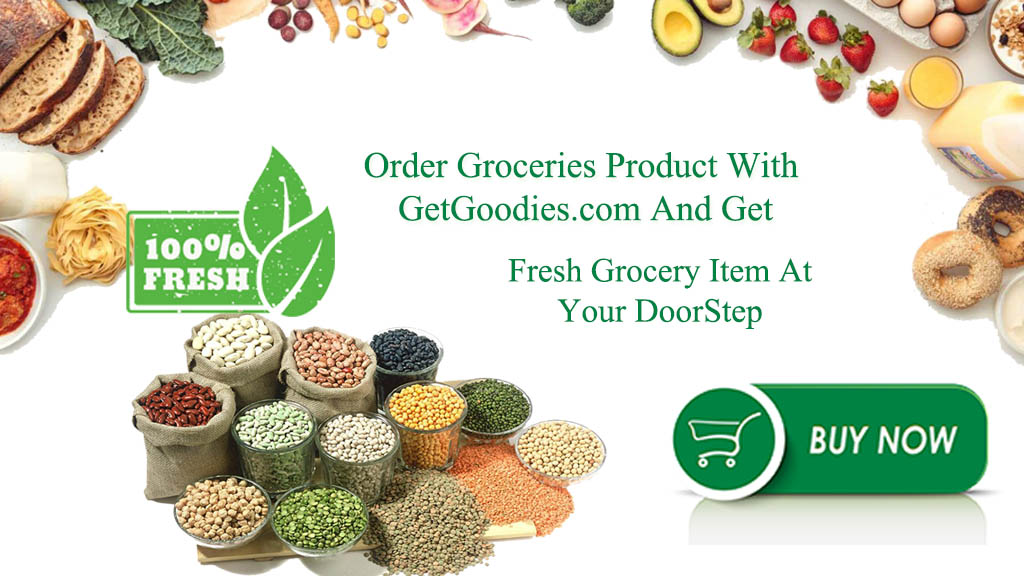 Order Groceries Product With
GetGoodies.com And Get
100%
FRESH
Fresh Grocery Item At
Your DoorStep
BUY NOW